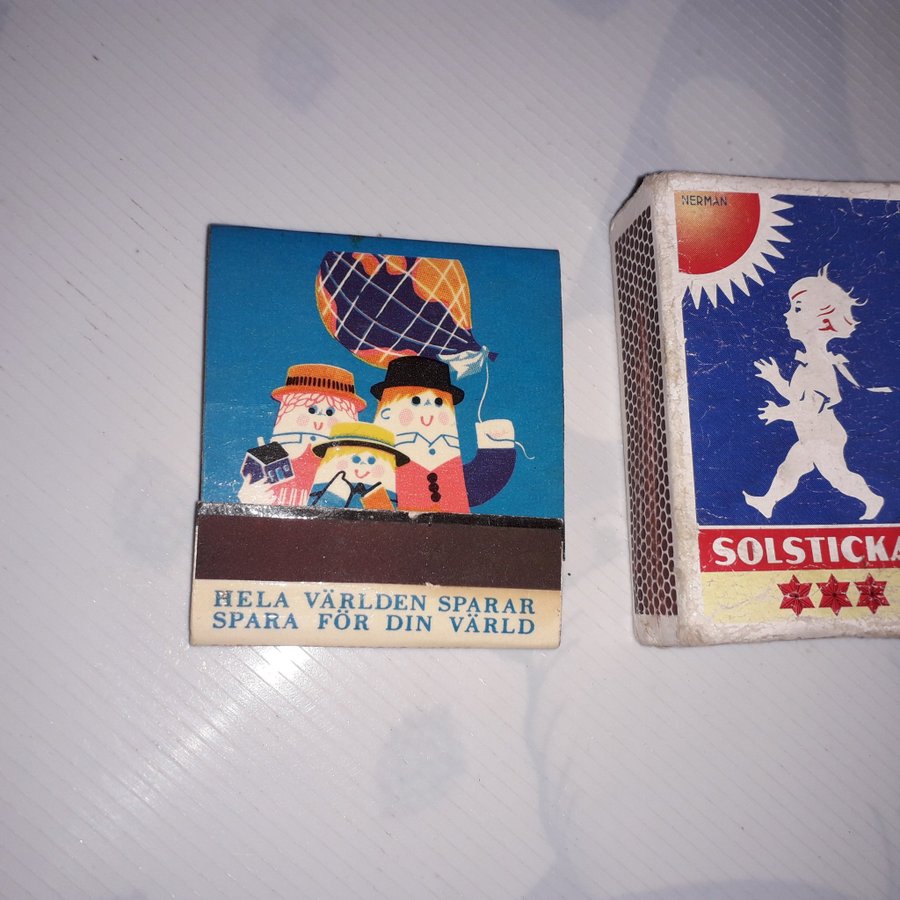 HELA VÄRLDEN SPARAR
SPARA FÖR DIN VÄRLD
NERMAN
SOLSTICKA